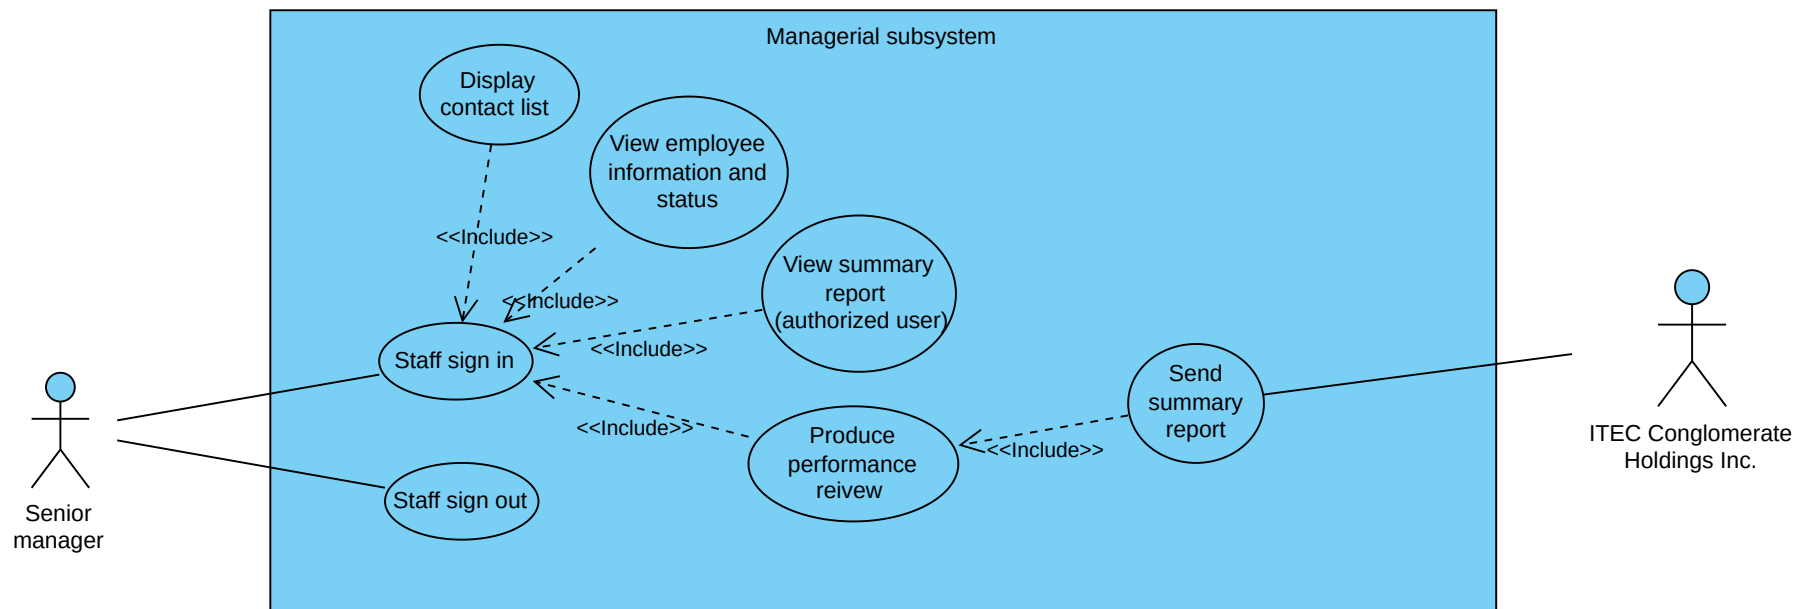 Managerial subsystem
Display
contact list
View employee
information and
status
<<Include>>
<<Include>>
View summary
report
(authorized user)
<<Include>>
Staff sign in
Send
summary
report
<<Include>>
Produce
performance
reivew
<<Include>>
Staff sign out
Senior
manager
ITEC Conglomerate
Holdings Inc.